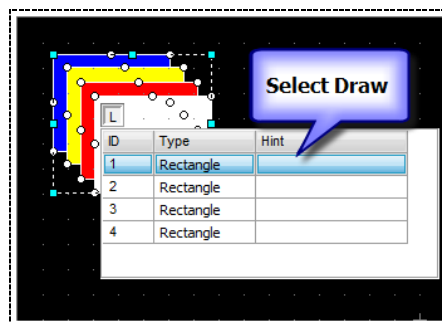 Select Draw
L
ID Type Hint
1 Rectangle
2 Rectangle
3 Rectangle
4 Rectangle